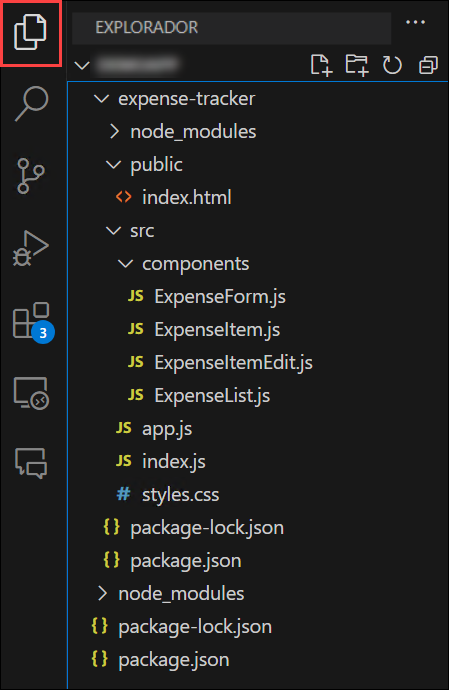 EXPLORADOR
expense-tracker
node_modules
public
<> index.html
src
components
JS ExpenseForm.js
JS ExpenseItem.js
JS ExpenseItemEdit.js
JS ExpenseList.js
JS app.js
JS index.js
# styles.css
{} package-lock.json
{} package.json
node_modules
{} package-lock.json
{} package.json
3